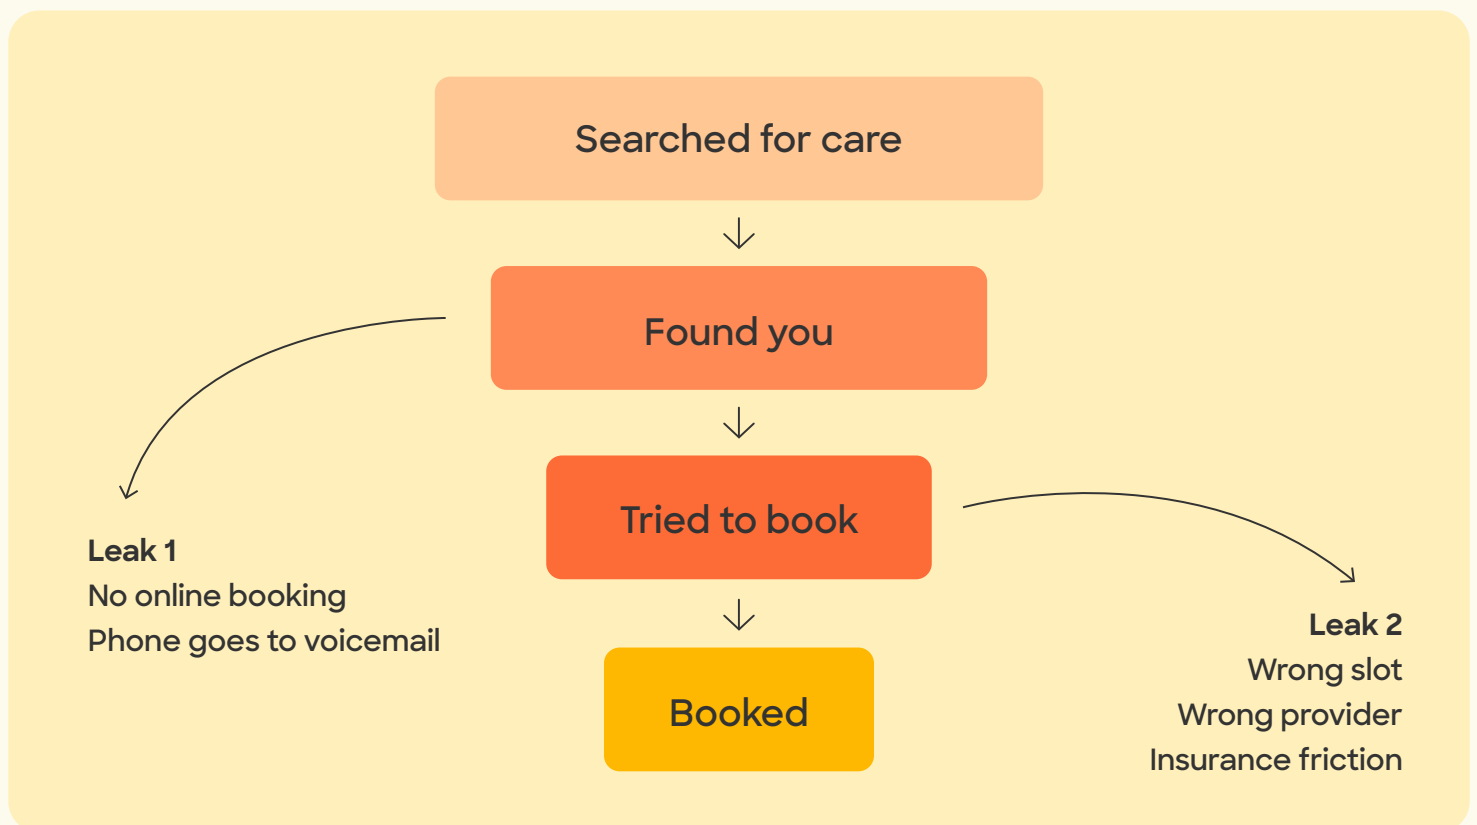 Searched for care
Found you
Tried to book
Booked
Leak 1
No online booking
Phone goes to voicemail
Leak 2
Wrong slot
Wrong provider
Insurance friction